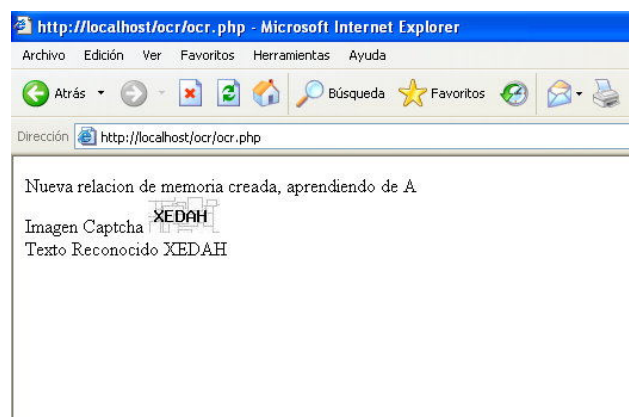 http://localhost/ocr/ocr.php - Microsoft Internet Explorer
Archivo Edición Ver Favoritos Herramientas Ayuda
Atrás Búsqueda Favoritos
Dirección http://localhost/ocr/ocr.php
Nueva relacion de memoria creada, aprendiendo de A
Imagen Captcha XEDAH
Texto Reconocido XEDAH